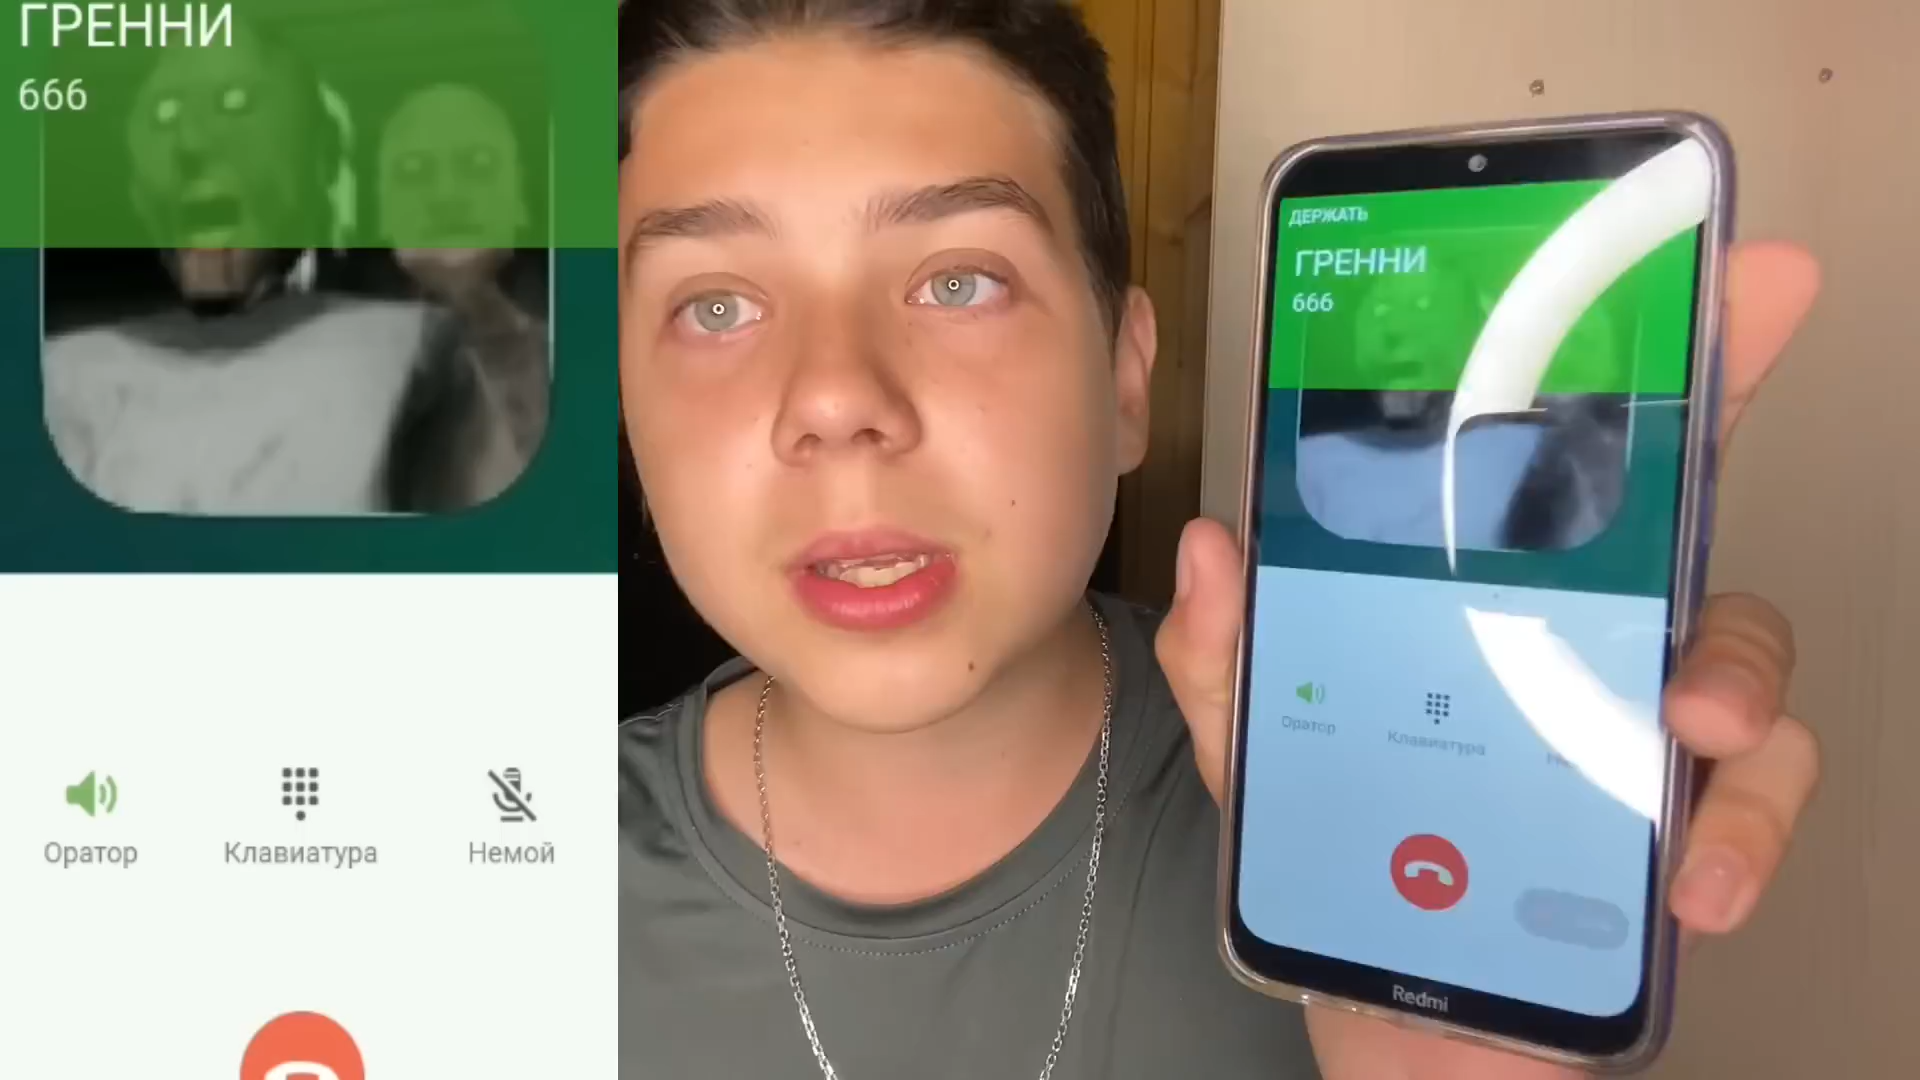 ГРЕННИ
666
Оратор
Клавиатура
Немой
ДЕРЖАТЬ
ГРЕННИ
666
Оратор
Клавиатура
Redmi